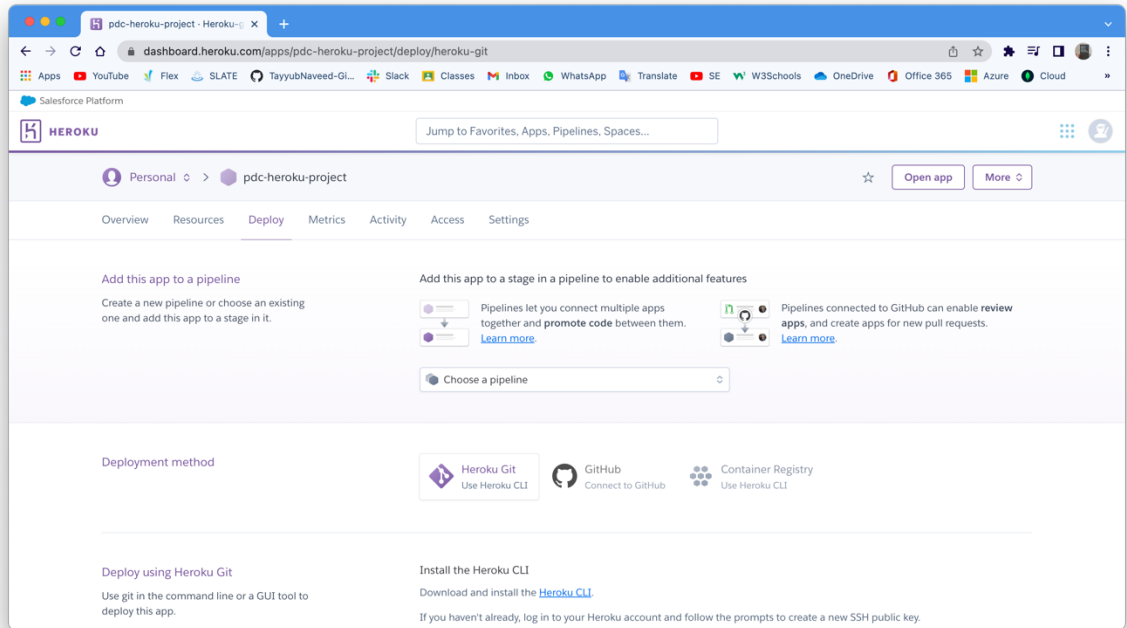 pdc-heroku-project · Heroku-g
dashboard.heroku.com/apps/pdc-heroku-project/deploy/heroku-git
Apps YouTube Flex SLATE TayyubNaveed-Gi... Slack Classes Inbox WhatsApp Translate SE W3Schools OneDrive Office 365 Azure Cloud »
Salesforce Platform
HEROKU
Jump to Favorites, Apps, Pipelines, Spaces...
Personal > pdc-heroku-project
Open app
More
Overview Resources Deploy Metrics Activity Access Settings
Add this app to a pipeline
Create a new pipeline or choose an existing
one and add this app to a stage in it.
Add this app to a stage in a pipeline to enable additional features
Pipelines let you connect multiple apps
together and promote code between them.
Learn more.
Pipelines connected to GitHub can enable review
apps, and create apps for new pull requests.
Learn more.
Choose a pipeline
Deployment method
Heroku Git
Use Heroku CLI
GitHub
Connect to GitHub
Container Registry
Use Heroku CLI
Deploy using Heroku Git
Use git in the command line or a GUI tool to
deploy this app.
Install the Heroku CLI
Download and install the Heroku CLI.
If you haven't already, log in to your Heroku account and follow the prompts to create a new SSH public key.